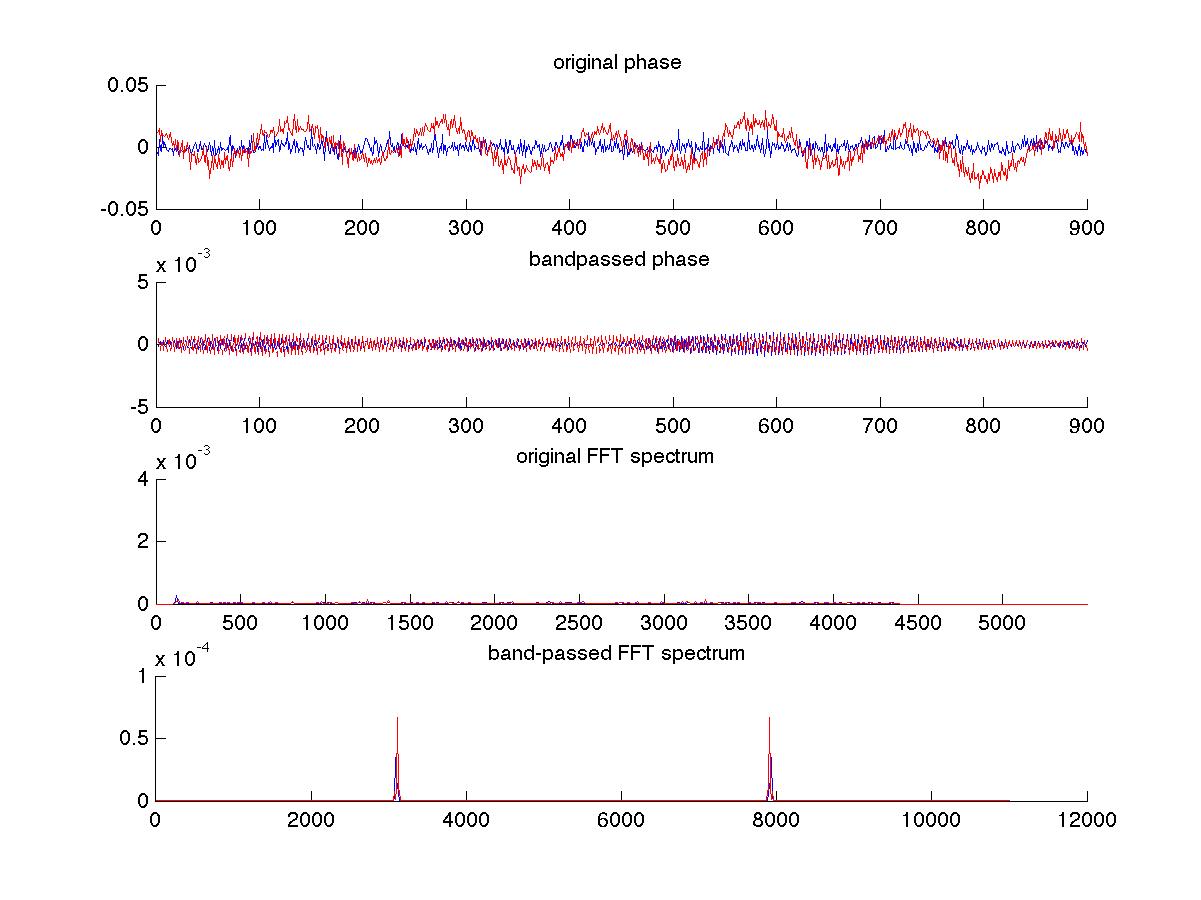 original phase
0.05
0
-0.05
0 100 200 300 400 500 600 700 800 900
bandpassed phase
x 10-3
5
0
-5
0 100 200 300 400 500 600 700 800 900
original FFT spectrum
x 10-3
4
2
0
0 500 1000 1500 2000 2500 3000 3500 4000 4500 5000
band-passed FFT spectrum
x 10-4
1
0.5
0
0 2000 4000 6000 8000 10000 12000